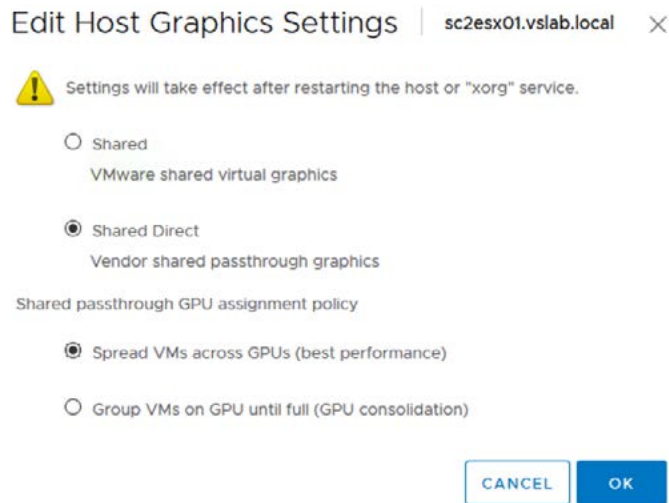 Edit Host Graphics Settings
sc2esx01.vslab.local
Settings will take effect after restarting the host or "xorg" service.
Shared
VMware shared virtual graphics
Shared Direct
Vendor shared passthrough graphics
Shared passthrough GPU assignment policy
Spread VMs across GPUs (best performance)
Group VMs on GPU until full (GPU consolidation)
CANCEL
OK